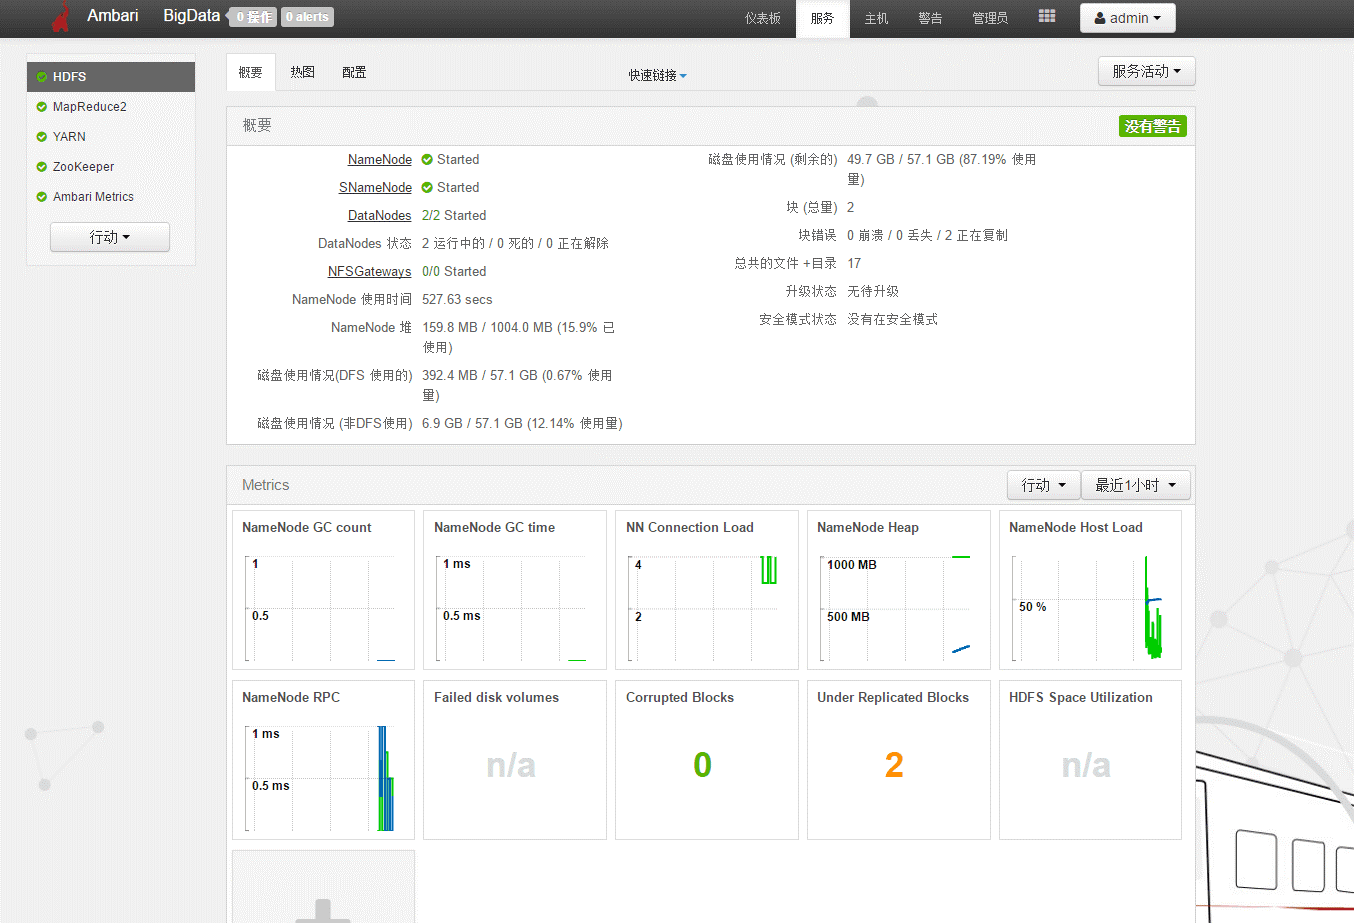 Ambari BigData 0 操作 0 alerts 仪表板 服务 主机 警告 管理员 admin
HDFS
MapReduce2
YARN
ZooKeeper
Ambari Metrics
行动
概要 热图 配置 快速链接 服务活动
概要 没有警告
NameNode Started
SNameNode Started
DataNodes 2/2 Started
DataNodes 状态 2 运行中的 / 0 死的 / 0 正在解除
NFSGateways 0/0 Started
NameNode 使用时间 527.63 secs
NameNode 堆 159.8 MB / 1004.0 MB (15.9% 已
使用)
磁盘使用情况(DFS 使用的) 392.4 MB / 57.1 GB (0.67% 使用
量)
磁盘使用情况 (非DFS使用) 6.9 GB / 57.1 GB (12.14% 使用量)
磁盘使用情况 (剩余的) 49.7 GB / 57.1 GB (87.19% 使用
量)
块 (总量) 2
块错误 0 崩溃 / 0 丢失 / 2 正在复制
总共的文件 +目录 17
升级状态 无待升级
安全模式状态 没有在安全模式
Metrics 行动 最近1小时
NameNode GC count
1
0.5
NameNode GC time
1 ms
0.5 ms
NN Connection Load
4
2
NameNode Heap
1000 MB
500 MB
NameNode Host Load
50 %
NameNode RPC
1 ms
0.5 ms
Failed disk volumes
n/a
Corrupted Blocks
0
Under Replicated Blocks
2
HDFS Space Utilization
n/a